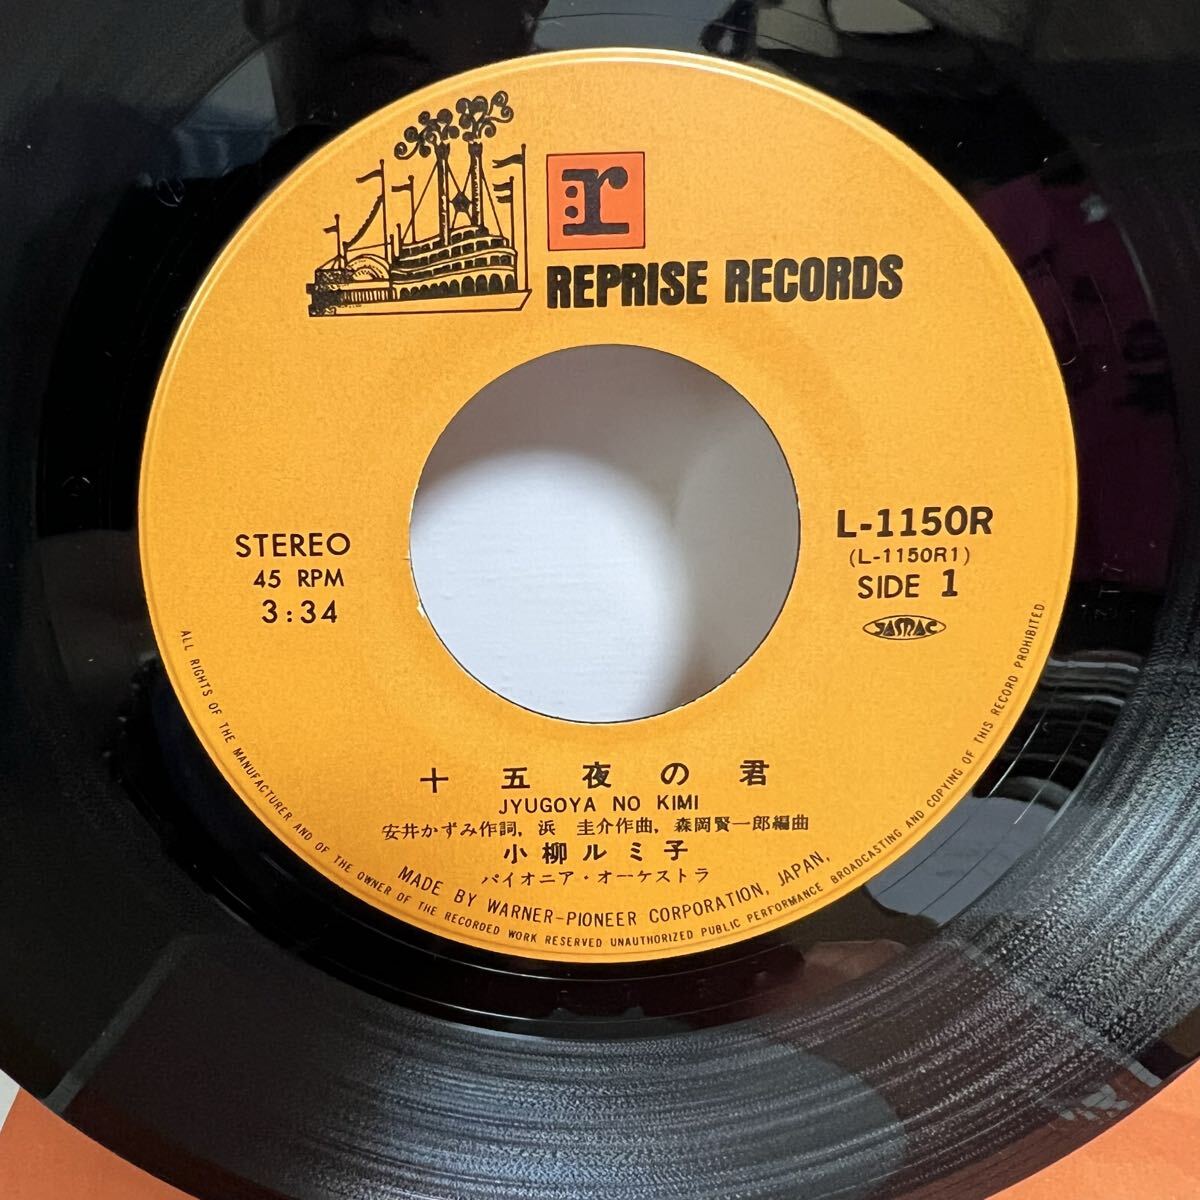 r
REPRISE RECORDS
STEREO
45 RPM
3:34
L-1150R
(L-1150R1)
SIDE 1
JASRAC
十五夜の君
JYUGOYA NO KIMI
安井かずみ作詞, 浜 圭介作曲, 森岡賢一郎編曲
小柳ルミ子
パイオニア・オーケストラ
MADE BY WARNER-PIONEER CORPORATION, JAPAN,
ALL RIGHTS OF THE MANUFACTURER AND OF THE OWNER OF THE RECORDED WORK RESERVED UNAUTHORIZED PUBLIC PERFORMANCE BROADCASTING AND COPYING OF THIS RECORD PROHIBITED.